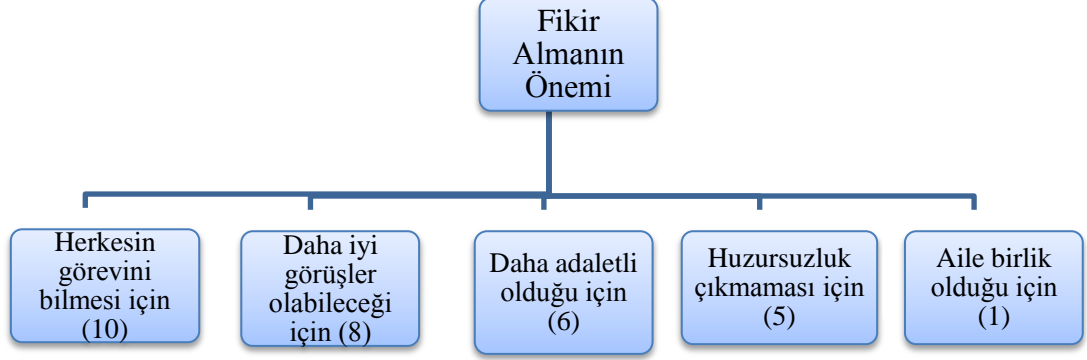 Fikir
Almanın
Önemi
Herkesin
görevini
bilmesi için
(10)
Daha iyi
görüşler
olabileceği
için (8)
Daha adaletli
olduğu için
(6)
Huzursuzluk
çıkmaması için
(5)
Aile birlik
olduğu için
(1)